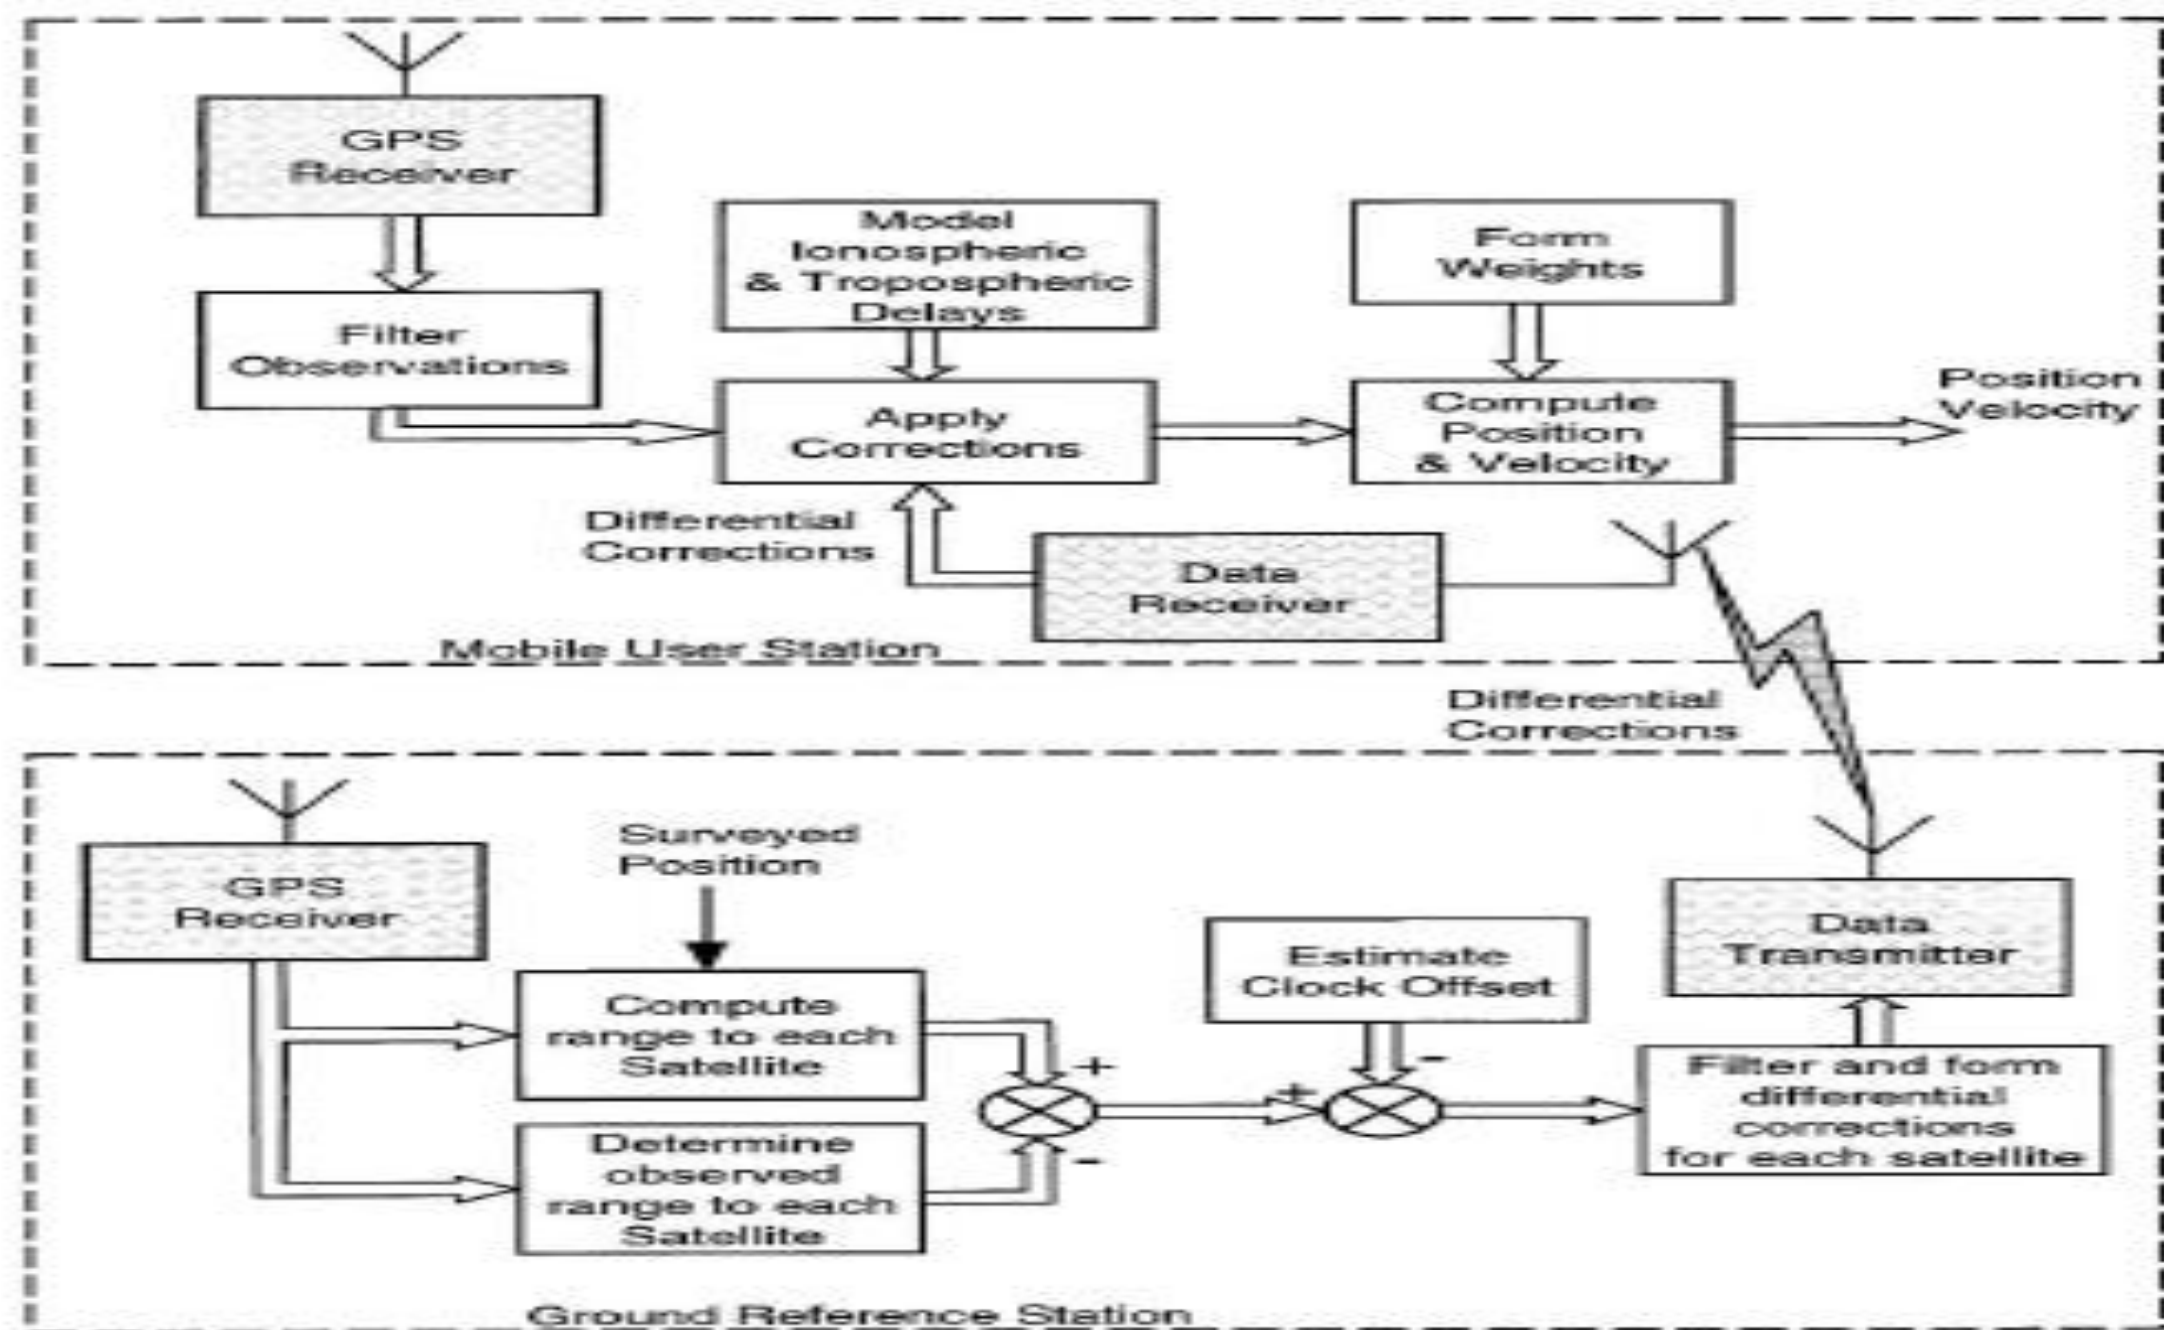 GPS
Receiver
Model
Ionospheric
& Tropospheric
Delays
Form
Weights
Filter
Observations
Apply
Corrections
Compute
Position
& Velocity
Position
Velocity
Differential
Corrections
Data
Receiver
Mobile User Station
Differential
Corrections
GPS
Receiver
Surveyed
Position
Compute
range to each
Satellite
+
Determine
observed
range to each
Satellite
-
Estimate
Clock Offset
-
+
Data
Transmitter
Filter and form
differential
corrections
for each satellite
Ground Reference Station